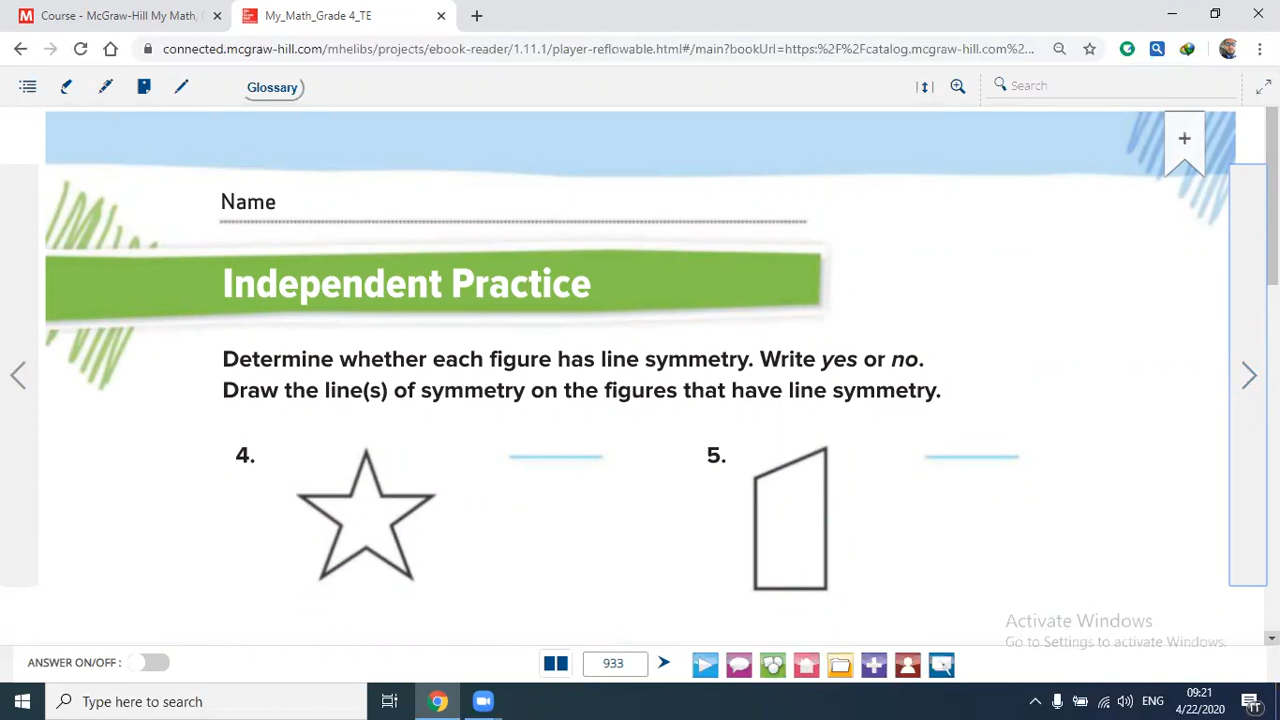 Course - McGraw-Hill My Math,
My_Math_Grade 4_TE
connected.mcgraw-hill.com/mhelibs/projects/ebook-reader/1.11.1/player-reflowable.html#/main?bookUrl=https:%2F%2Fcatalog.mcgraw-hill.com%2...
Glossary
Search
Name
Independent Practice
Determine whether each figure has line symmetry. Write yes or no.
Draw the line(s) of symmetry on the figures that have line symmetry.
4.
5.
Activate Windows
Go to Settings to activate Windows.
ANSWER ON/OFF :
933
Type here to search
ENG
09:21
4/22/2020